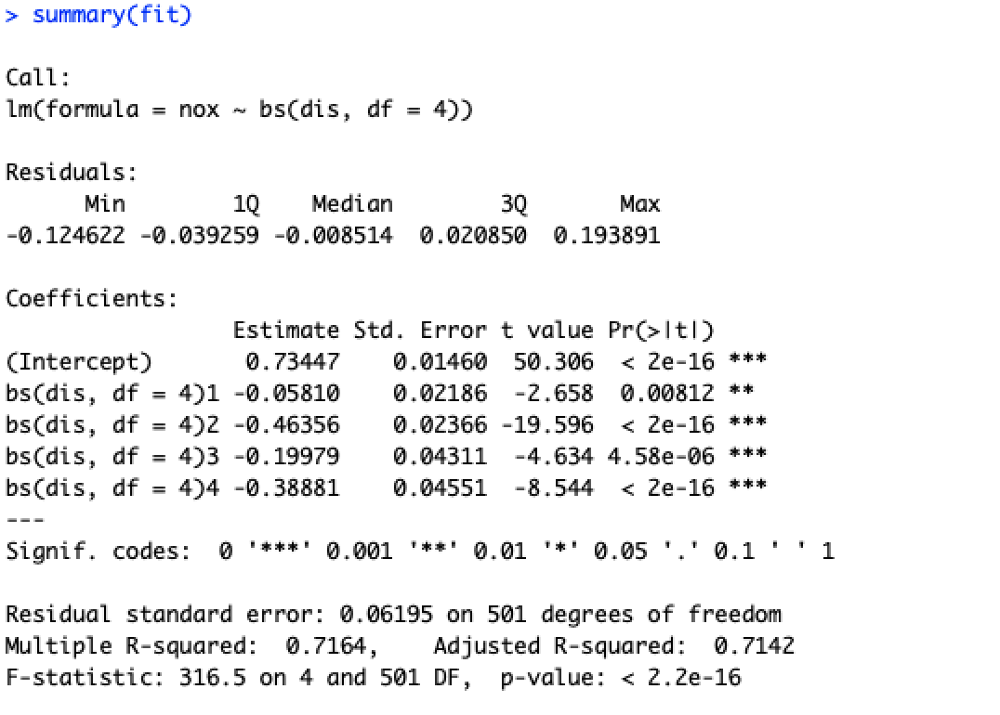 > summary(fit)
Call:
lm(formula = nox ~ bs(dis, df = 4))
Residuals:
Min 1Q Median 3Q Max
-0.124622 -0.039259 -0.008514 0.020850 0.193891
Coefficients:
Estimate Std. Error t value Pr(>|t|)
(Intercept) 0.73447 0.01460 50.306 < 2e-16 ***
bs(dis, df = 4)1 -0.05810 0.02186 -2.658 0.00812 **
bs(dis, df = 4)2 -0.46356 0.02366 -19.596 < 2e-16 ***
bs(dis, df = 4)3 -0.19979 0.04311 -4.634 4.58e-06 ***
bs(dis, df = 4)4 -0.38881 0.04551 -8.544 < 2e-16 ***
---
Signif. codes: 0 '***' 0.001 '**' 0.01 '*' 0.05 '.' 0.1 ' ' 1
Residual standard error: 0.06195 on 501 degrees of freedom
Multiple R-squared: 0.7164, Adjusted R-squared: 0.7142
F-statistic: 316.5 on 4 and 501 DF, p-value: < 2.2e-16